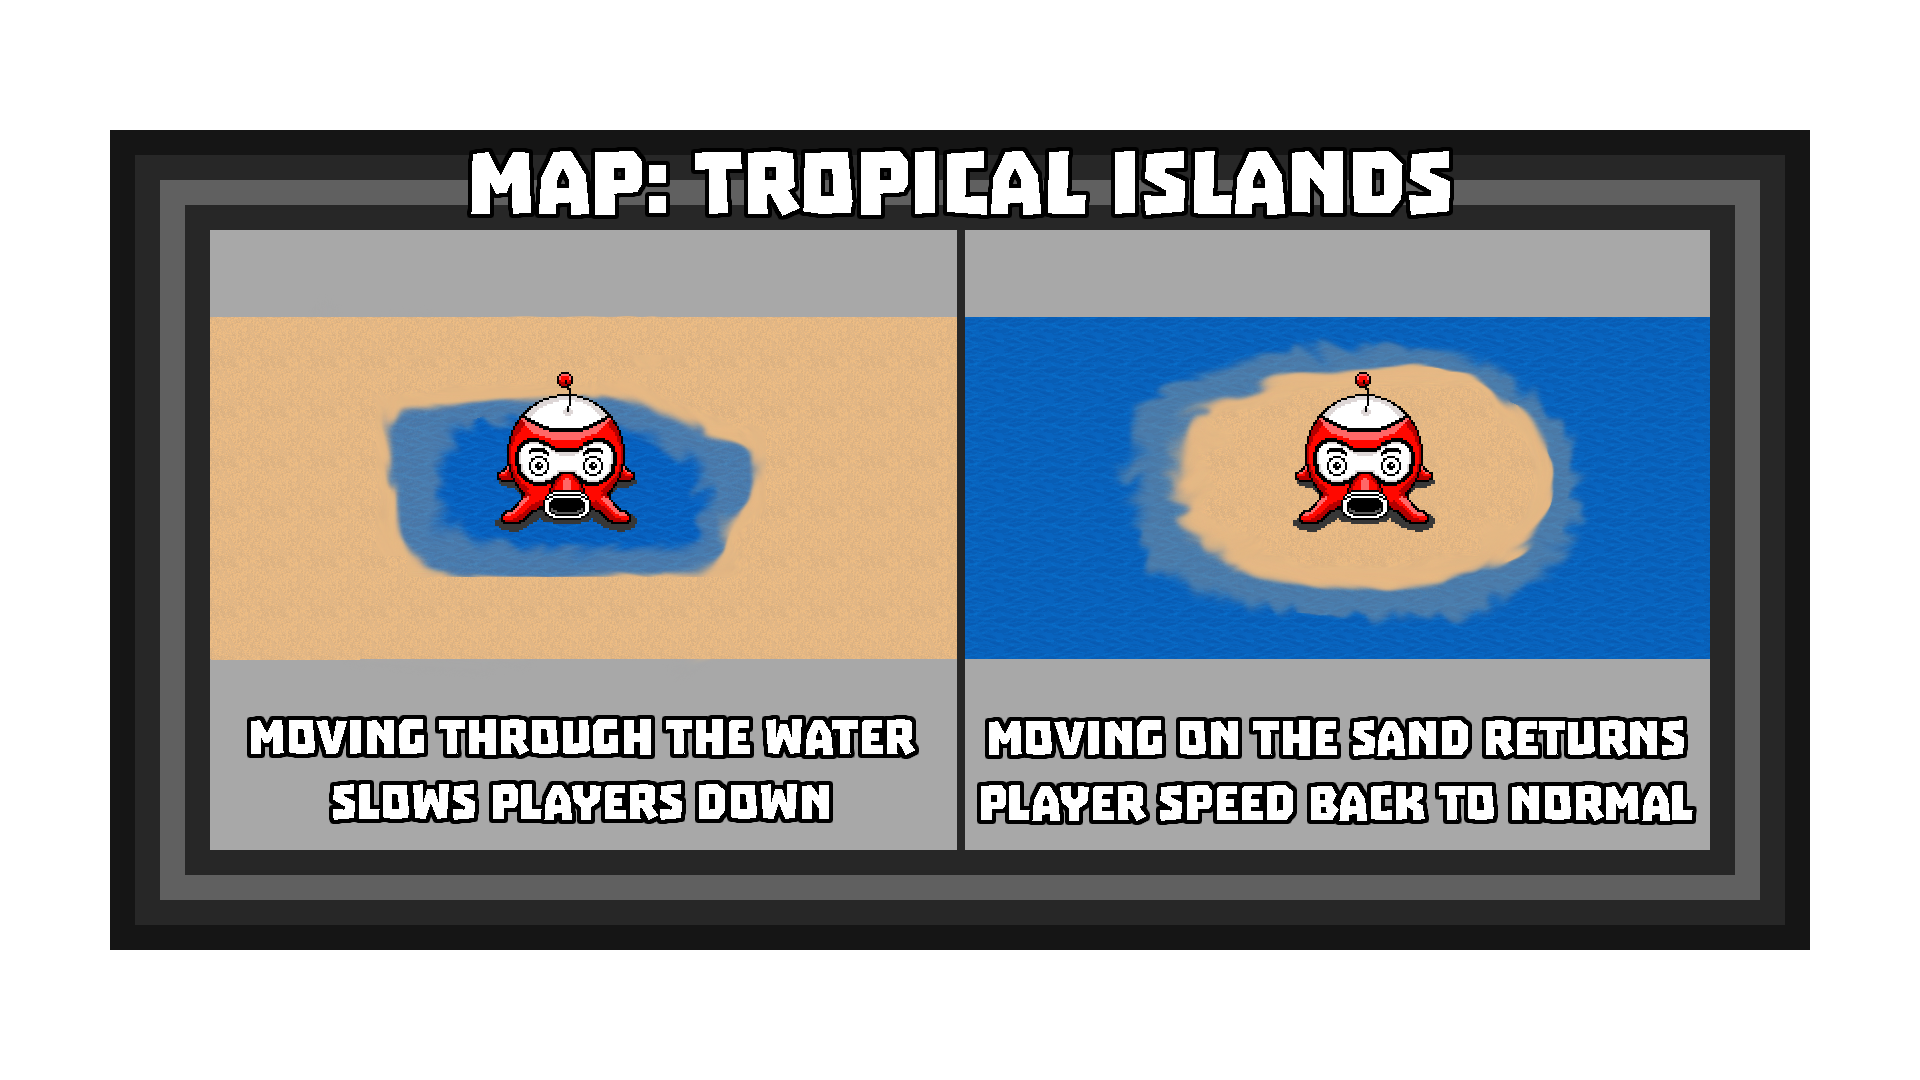 MAP: TROPICAL ISLANDS
MOVING THROUGH THE WATER
SLOWS PLAYERS DOWN
MOVING ON THE SAND RETURNS
PLAYER SPEED BACK TO NORMAL